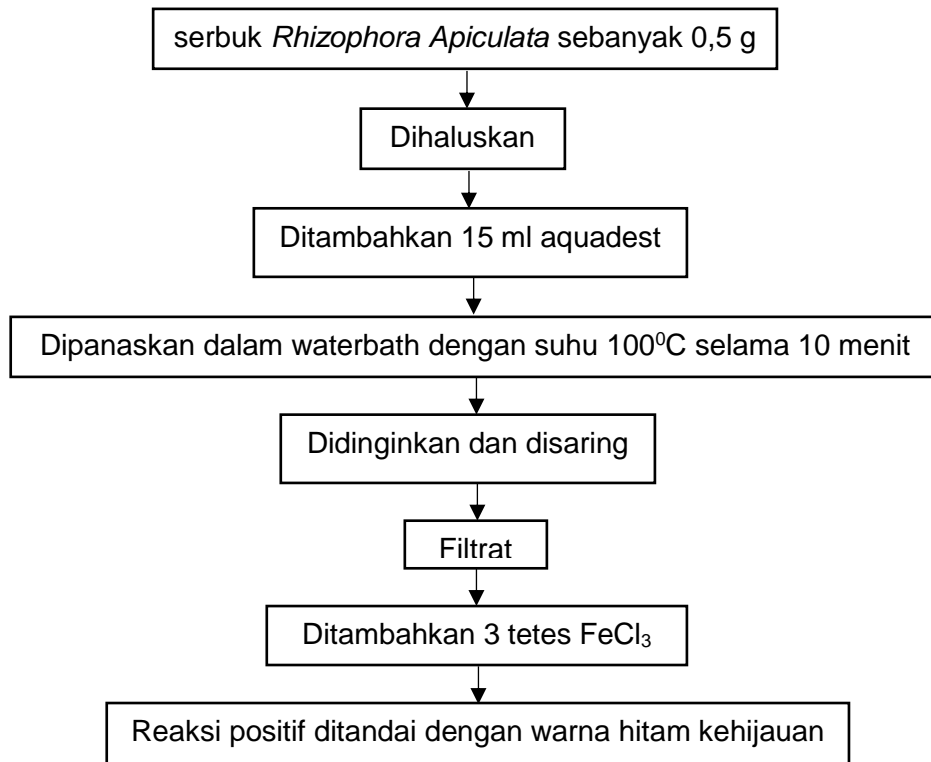 serbuk Rhizophora Apiculata sebanyak 0,5 g
Dihaluskan
Ditambahkan 15 ml aquadest
Dipanaskan dalam waterbath dengan suhu 100⁰C selama 10 menit
Didinginkan dan disaring
Filtrat
Ditambahkan 3 tetes FeCl₃
Reaksi positif ditandai dengan warna hitam kehijauan